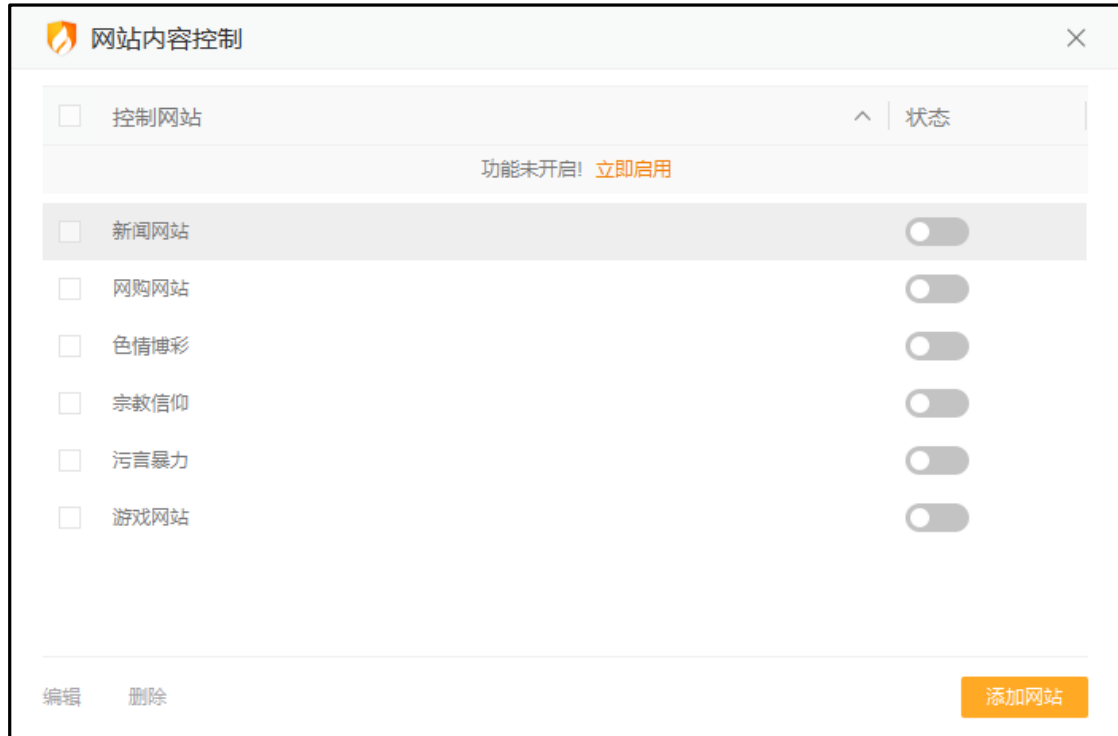 网站内容控制
控制网站 状态
功能未开启! 立即启用
新闻网站
网购网站
色情博彩
宗教信仰
污言暴力
游戏网站
编辑 删除 添加网站